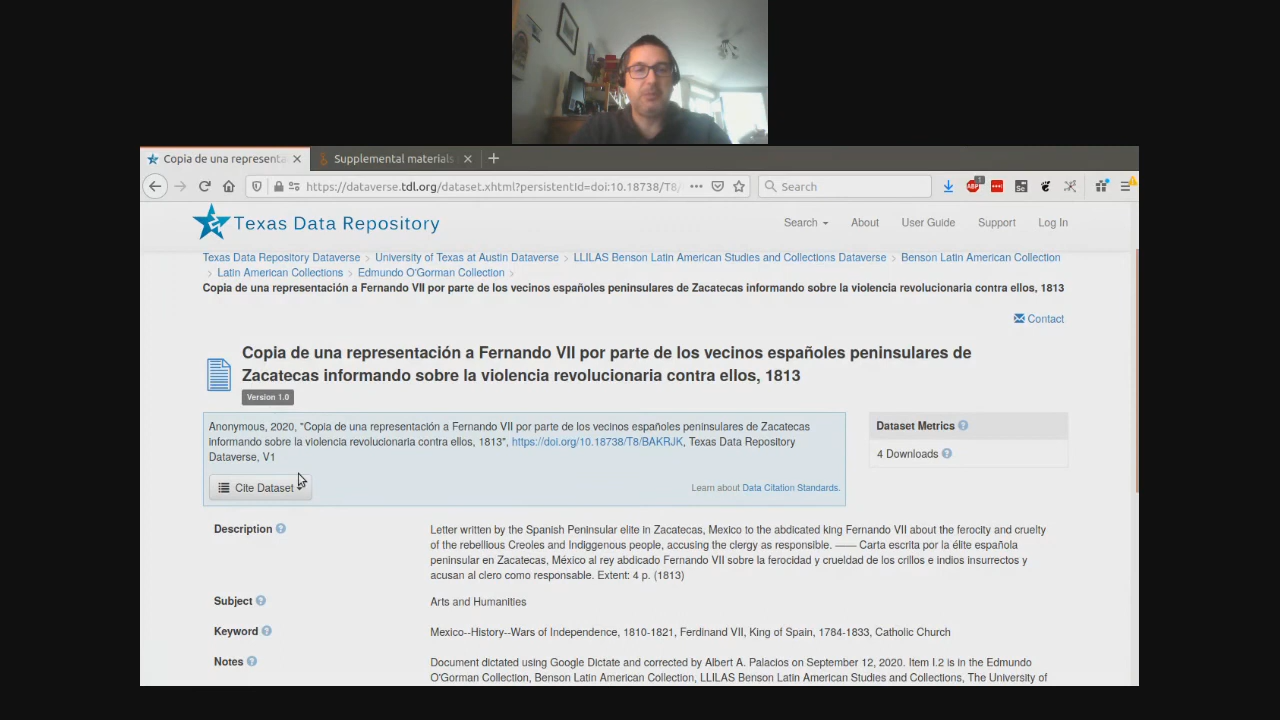 Copia de una representa
Supplemental materials
https://dataverse.tdl.org/dataset.xhtml?persistentId=doi:10.18738/T8/
Search
Texas Data Repository
Search
About
User Guide
Support
Log In
Texas Data Repository Dataverse > University of Texas at Austin Dataverse > LLILAS Benson Latin American Studies and Collections Dataverse > Benson Latin American Collection
> Latin American Collections > Edmundo O'Gorman Collection >
Copia de una representación a Fernando VII por parte de los vecinos españoles peninsulares de Zacatecas informando sobre la violencia revolucionaria contra ellos, 1813
Contact
Copia de una representación a Fernando VII por parte de los vecinos españoles peninsulares de
Zacatecas informando sobre la violencia revolucionaria contra ellos, 1813
Version 1.0
Anonymous, 2020, "Copia de una representación a Fernando VII por parte de los vecinos españoles peninsulares de Zacatecas
informando sobre la violencia revolucionaria contra ellos, 1813", https://doi.org/10.18738/T8/BAKRJK, Texas Data Repository
Dataverse, V1
Cite Dataset
Learn about Data Citation Standards.
Dataset Metrics
4 Downloads
Description
Letter written by the Spanish Peninsular elite in Zacatecas, Mexico to the abdicated king Fernando VII about the ferocity and cruelty
of the rebellious Creoles and Indiggenous people, accusing the clergy as responsible. —— Carta escrita por la élite española
peninsular en Zacatecas, México al rey abdicado Fernando VII sobre la ferocidad y crueldad de los crillos e indios insurrectos y
acusan al clero como responsable. Extent: 4 p. (1813)
Subject
Arts and Humanities
Keyword
Mexico--History--Wars of Independence, 1810-1821, Ferdinand VII, King of Spain, 1784-1833, Catholic Church
Notes
Document dictated using Google Dictate and corrected by Albert A. Palacios on September 12, 2020. Item I.2 is in the Edmundo
O'Gorman Collection, Benson Latin American Collection, LLILAS Benson Latin American Studies and Collections, The University of